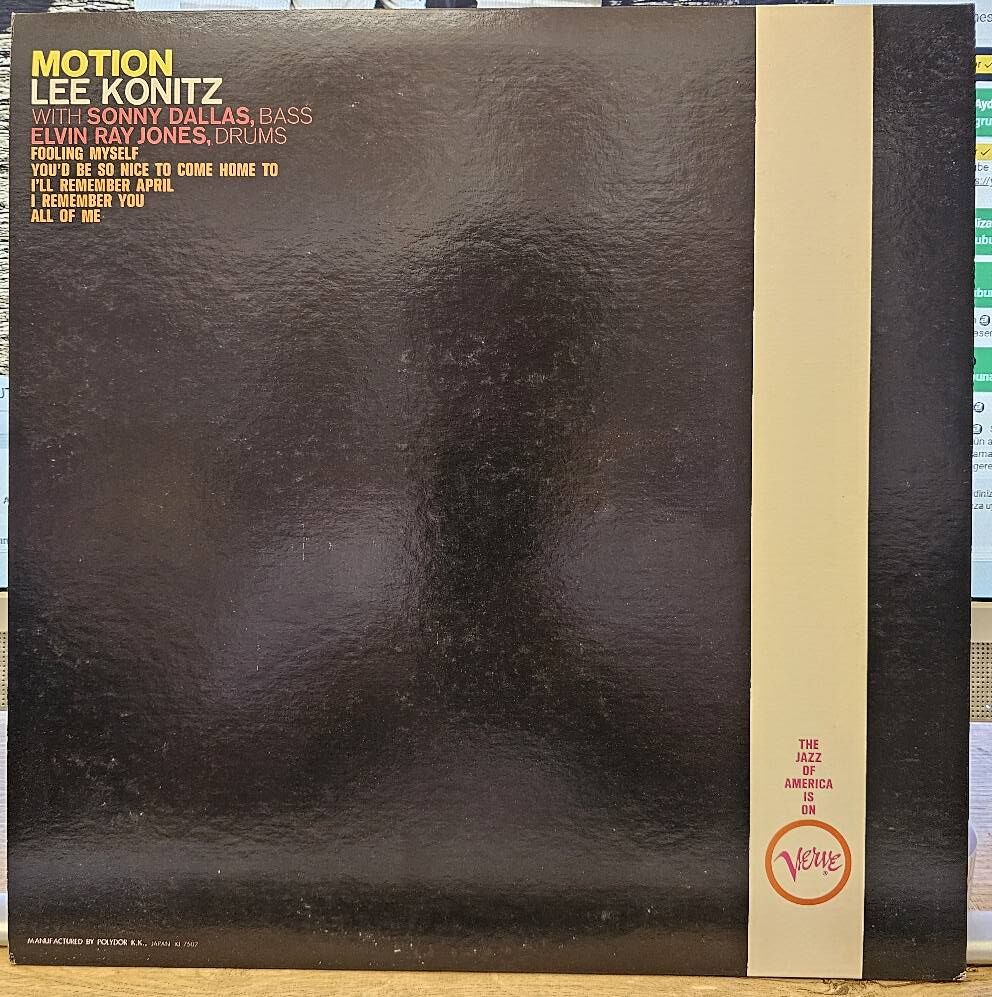 MOTION
LEE KONITZ
WITH SONNY DALLAS, BASS
ELVIN RAY JONES, DRUMS
FOOLING MYSELF
YOU'D BE SO NICE TO COME HOME TO
I'LL REMEMBER APRIL
I REMEMBER YOU
ALL OF ME
THE
JAZZ
OF
AMERICA
IS
ON
Verve
®
MANUFACTURED BY POLYDOR K.K., JAPAN KI 7502